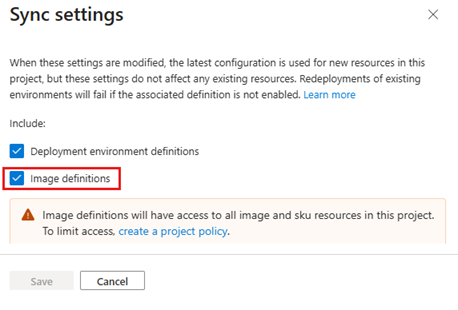 Sync settings
When these settings are modified, the latest configuration is used for new resources in this
project, but these settings do not affect any existing resources. Redeployments of existing
environments will fail if the associated definition is not enabled. Learn more
Include:
Deployment environment definitions
Image definitions
Image definitions will have access to all image and sku resources in this project.
To limit access, create a project policy.
Save
Cancel